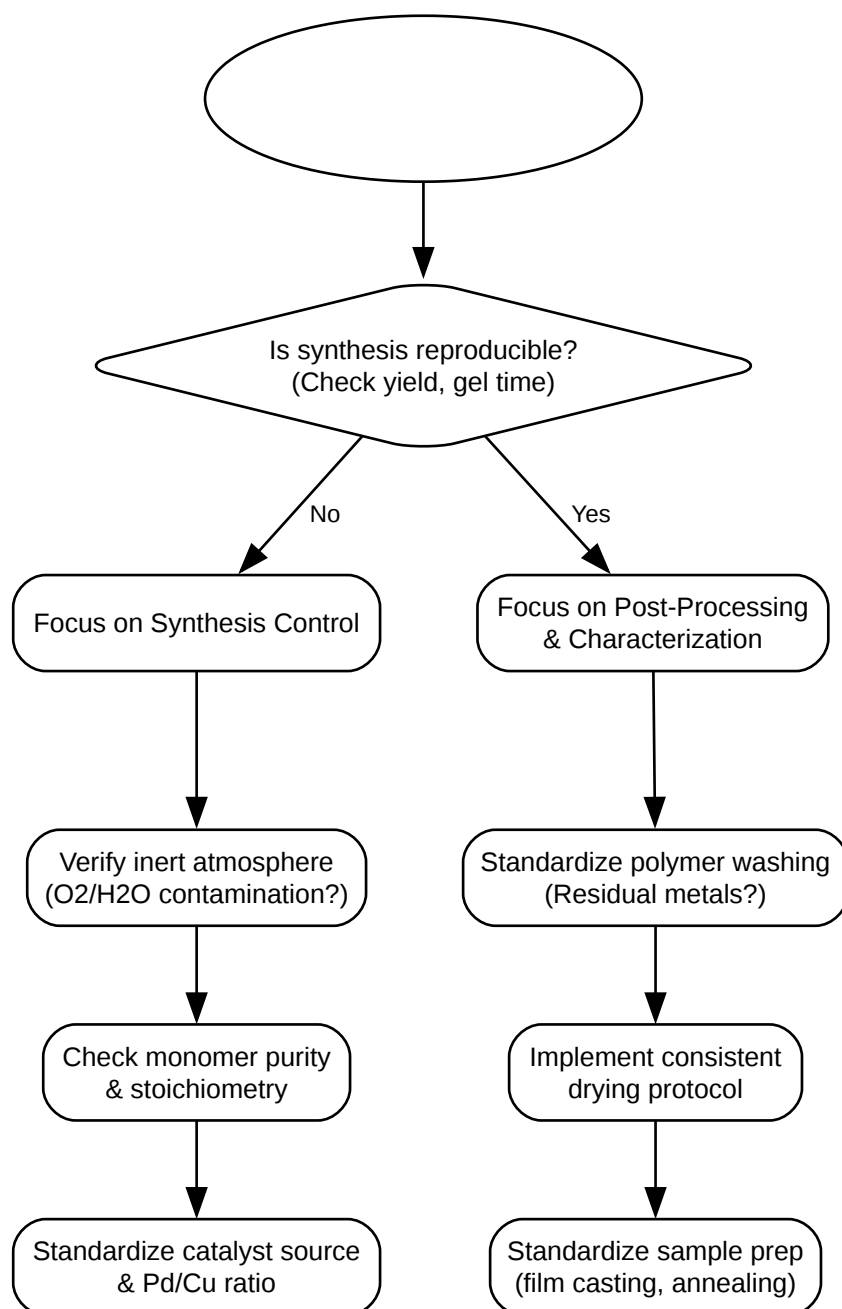 Is synthesis reproducible?
(Check yield, gel time)
No
Yes
Focus on Synthesis Control
Focus on Post-Processing
& Characterization
Verify inert atmosphere
(O2/H2O contamination?)
Standardize polymer washing
(Residual metals?)
Check monomer purity
& stoichiometry
Implement consistent
drying protocol
Standardize catalyst source
& Pd/Cu ratio
Standardize sample prep
(film casting, annealing)